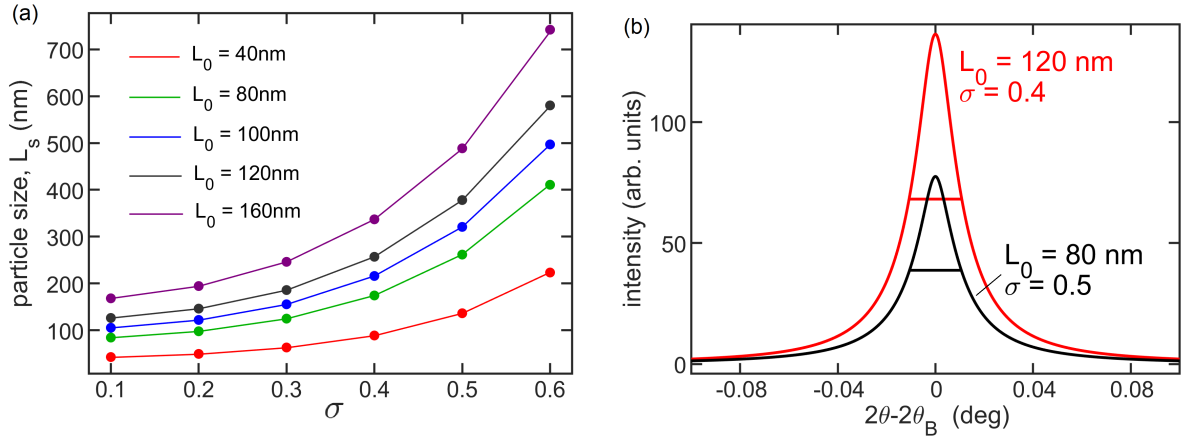 (a)
particle size, L_s (nm)
700
600
500
400
300
200
100
L_0 = 40nm
L_0 = 80nm
L_0 = 100nm
L_0 = 120nm
L_0 = 160nm
0.1 0.2 0.3 0.4 0.5 0.6
σ
(b)
intensity (arb. units)
100
50
0
L_0 = 120 nm
σ = 0.4
L_0 = 80 nm
σ = 0.5
-0.08 -0.04 0 0.04 0.08
2θ-2θ_B (deg)